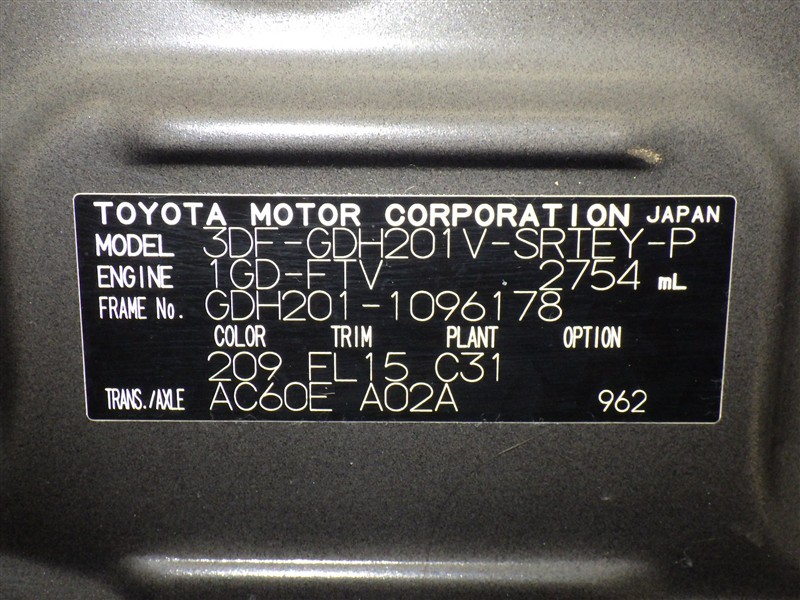 TOYOTA MOTOR CORPORATION JAPAN
MODEL 3DF-GDH201V-SRTEY-P
ENGINE 1GD-FTV 2754 mL
FRAME No. GDH201-1096178
COLOR TRIM PLANT OPTION
209 FL15 C31
TRANS./AXLE AC60E A02A 962